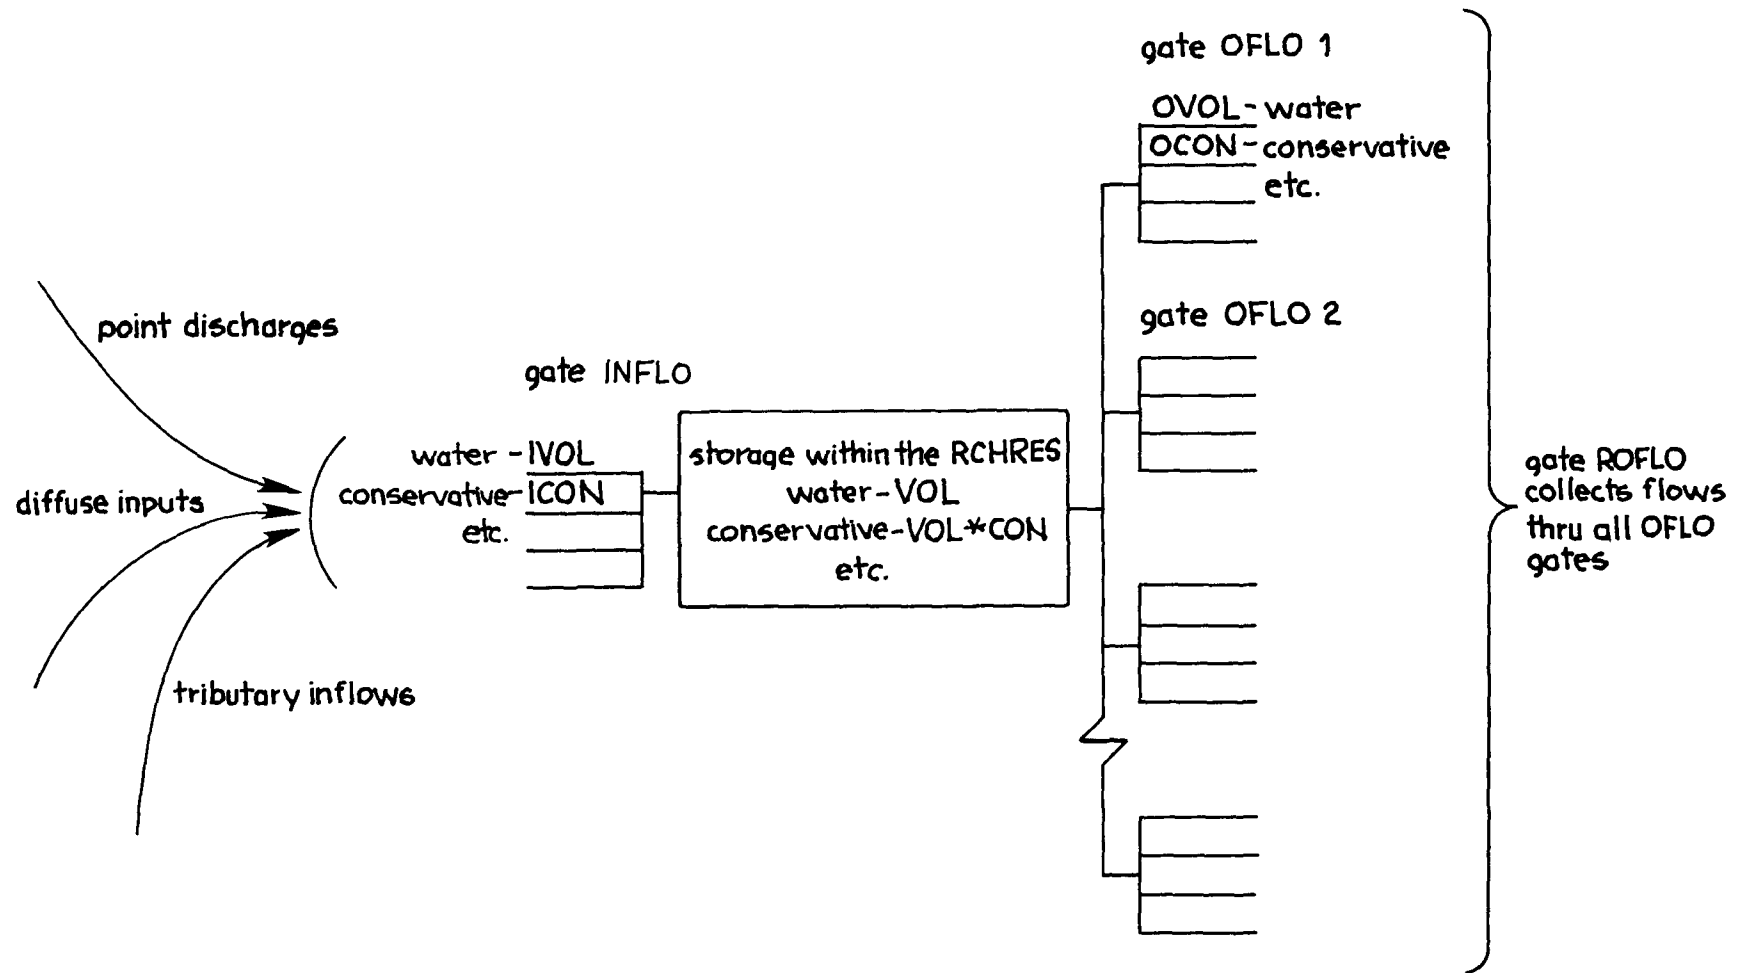 gate OFLO 1
OVOL - water
OCON - conservative
etc.
gate OFLO 2
point discharges
diffuse inputs
tributary inflows
gate INFLO
water - IVOL
conservative - ICON
etc.
storage within the RCHRES
water - VOL
conservative - VOL*CON
etc.
gate ROFLO
collects flows
thru all OFLO
gates